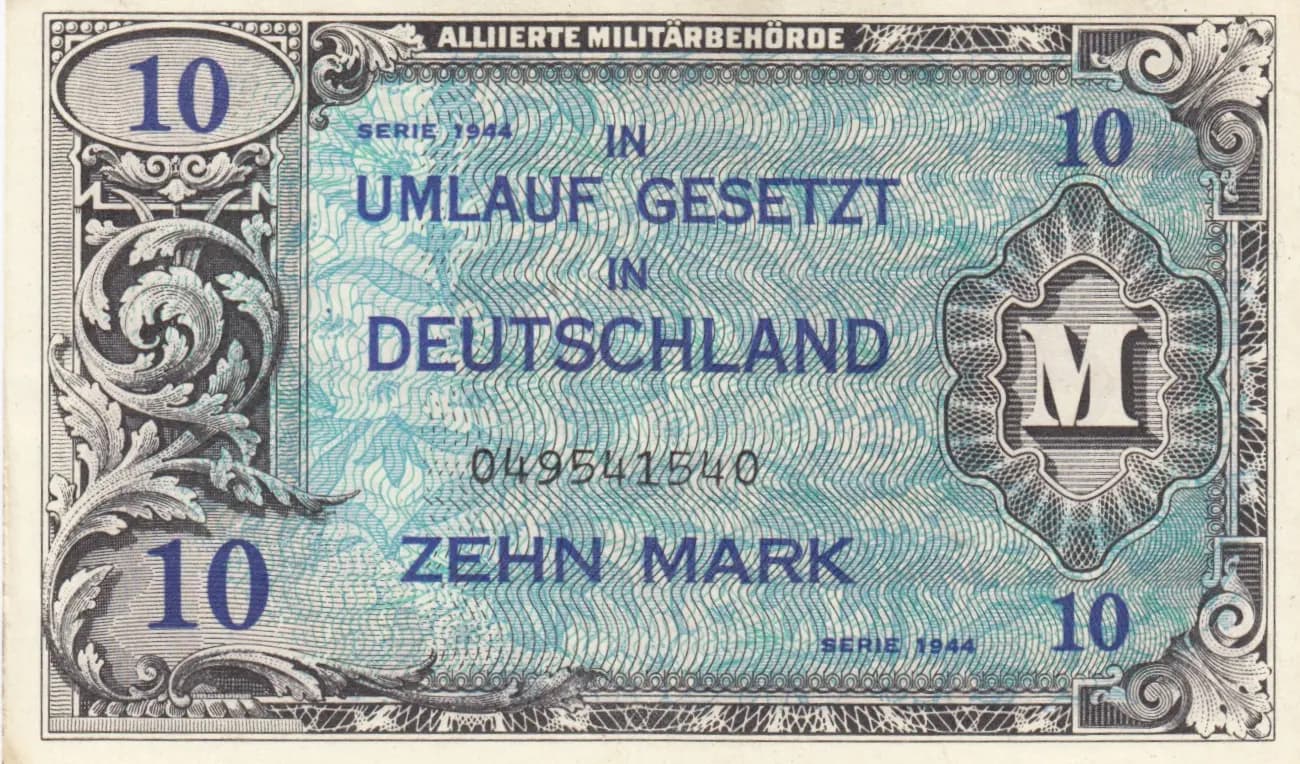 ALLIIERTE MILITÄRBEHÖRDE
10
10
SERIE 1944
IN
UMLAUF GESETZT
IN
DEUTSCHLAND
M
049541540
ZEHN MARK
10
10
SERIE 1944